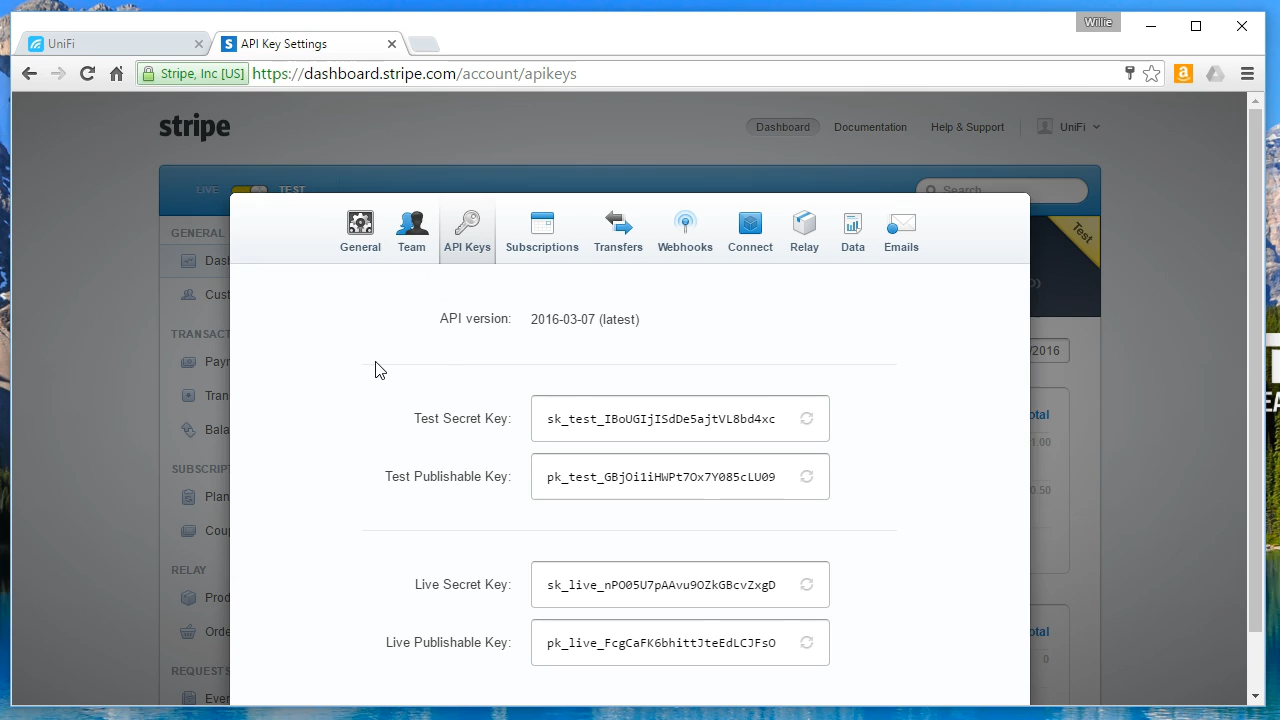 Willie
UniFi
API Key Settings
Stripe, Inc [US] https://dashboard.stripe.com/account/apikeys
stripe
Dashboard Documentation Help & Support UniFi
LIVE TEST Search
General Team API Keys Subscriptions Transfers Webhooks Connect Relay Data Emails
GENERAL
Test
API version: 2016-03-07 (latest)
TRANSACT
/2016
Test Secret Key: sk_test_IBoUGIjISdDe5ajtVL8bd4xc
Test Publishable Key: pk_test_GBjOi1iHWPt7Ox7Y085cLU09
SUBSCRIPT
Live Secret Key: sk_live_nPO05U7pAAvu9OZkGBcvZxgD
RELAY
Live Publishable Key: pk_live_FcgCaFK6bhittJteEdLCJFsO
REQUESTS